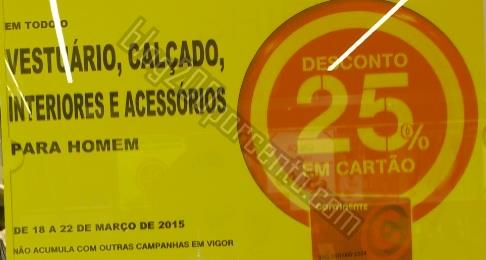 EM TODO O
VESTUÁRIO, CALÇADO,
INTERIORES E ACESSÓRIOS
PARA HOMEM
DESCONTO
25%
EM CARTÃO
CONTINENTE
DE 18 A 22 DE MARÇO DE 2015
NÃO ACUMULA COM OUTRAS CAMPANHAS EM VIGOR